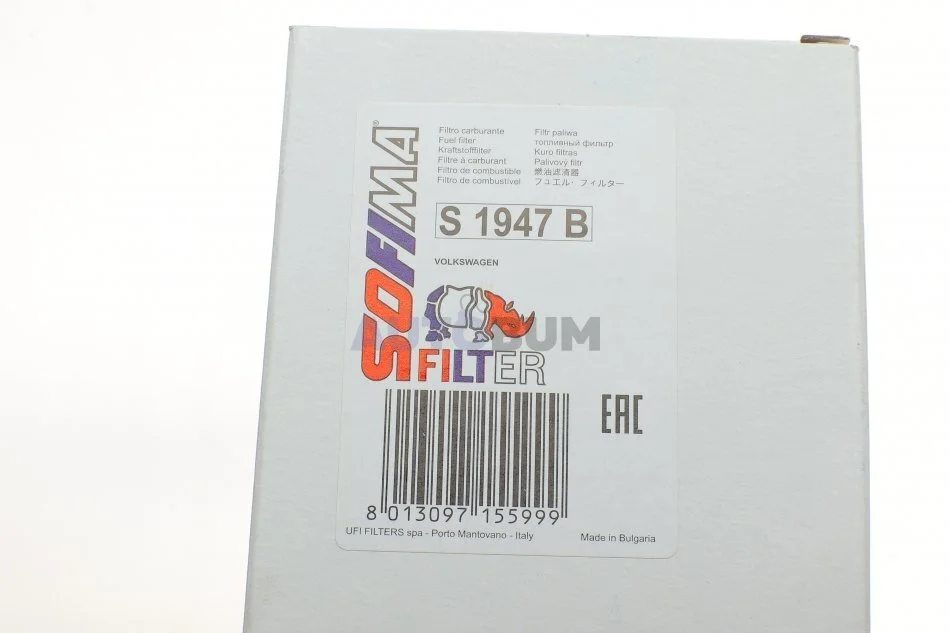 SOFIMA®
FILTER
Filtro carburante
Fuel filter
Kraftstofffilter
Filtre à carburant
Filtro de combustible
Filtro de combustível
Filtr paliwa
топливный фильтр
Kuro filtras
Palivový filtr
燃油滤清器
フュエル・フィルター
S 1947 B
VOLKSWAGEN
AUTOBUM
EAC
8 013097 155999
UFI FILTERS spa - Porto Mantovano - Italy
Made in Bulgaria